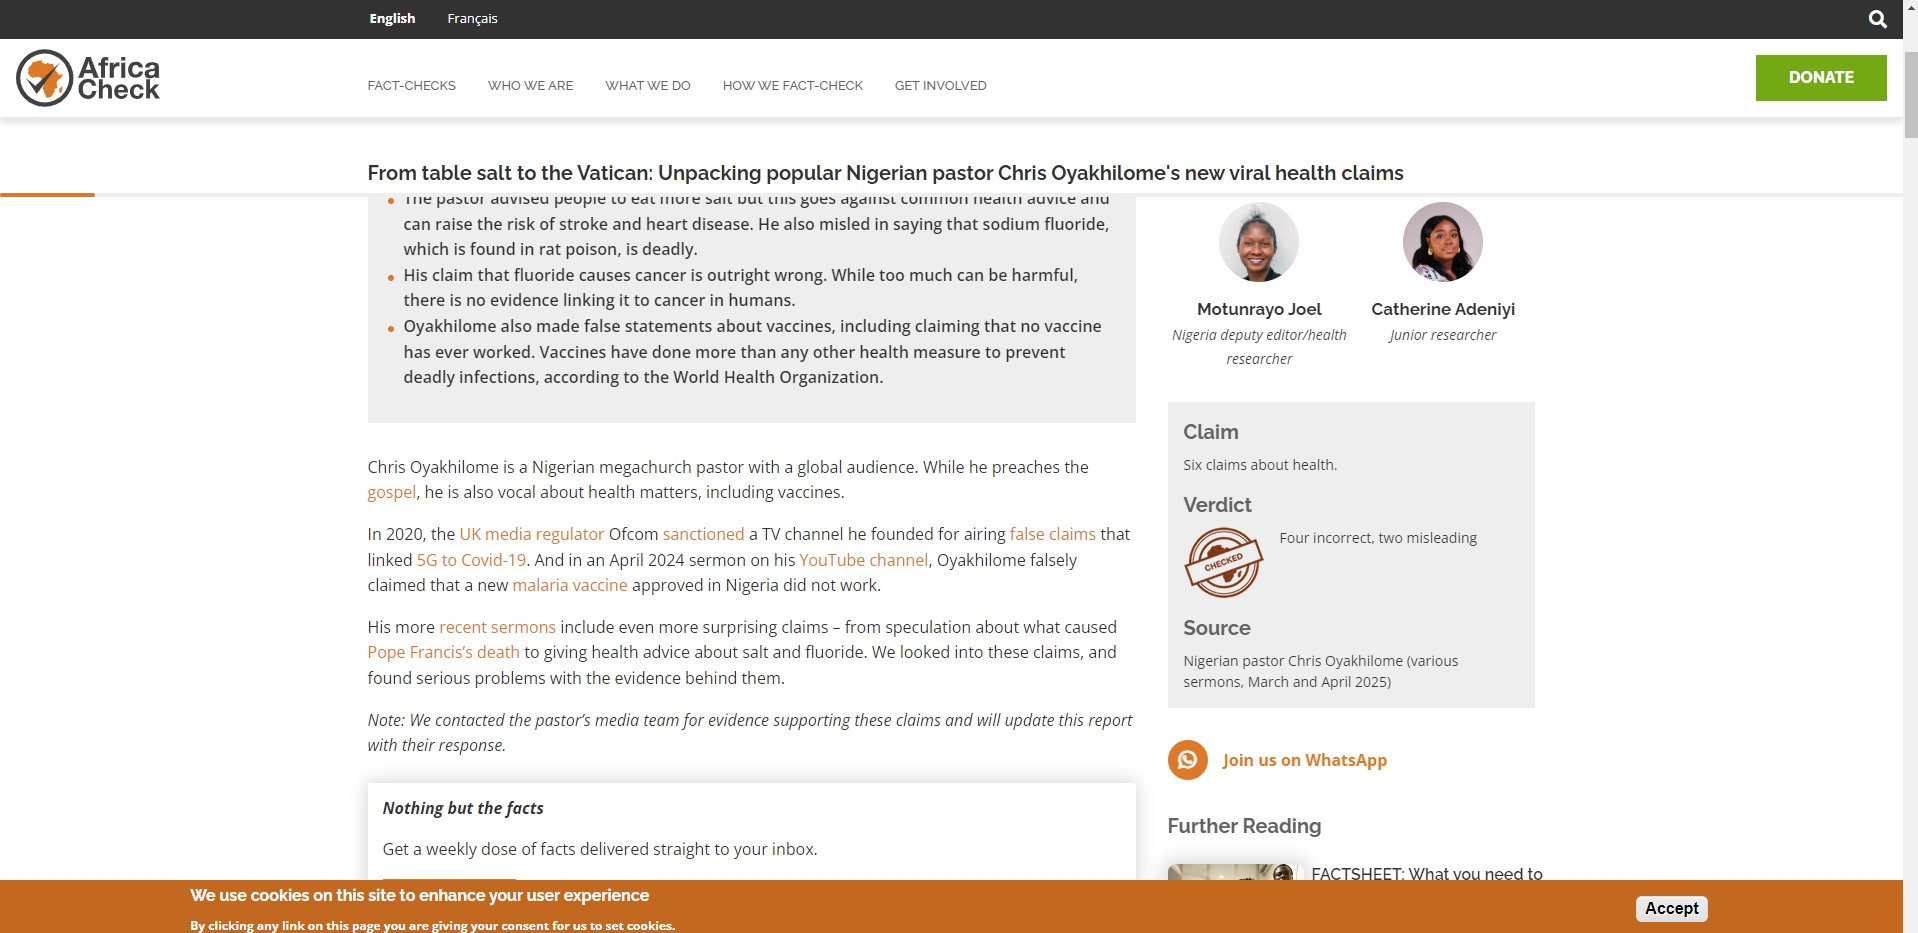 English Français
Africa
Check
FACT-CHECKS WHO WE ARE WHAT WE DO HOW WE FACT-CHECK GET INVOLVED
DONATE
From table salt to the Vatican: Unpacking popular Nigerian pastor Chris Oyakhilome's new viral health claims
The pastor advised people to eat more salt but this goes against common health advice and
can raise the risk of stroke and heart disease. He also misled in saying that sodium fluoride,
which is found in rat poison, is deadly.
His claim that fluoride causes cancer is outright wrong. While too much can be harmful,
there is no evidence linking it to cancer in humans.
Oyakhilome also made false statements about vaccines, including claiming that no vaccine
has ever worked. Vaccines have done more than any other health measure to prevent
deadly infections, according to the World Health Organization.
Chris Oyakhilome is a Nigerian megachurch pastor with a global audience. While he preaches the
gospel, he is also vocal about health matters, including vaccines.
In 2020, the UK media regulator Ofcom sanctioned a TV channel he founded for airing false claims that
linked 5G to Covid-19. And in an April 2024 sermon on his YouTube channel, Oyakhilome falsely
claimed that a new malaria vaccine approved in Nigeria did not work.
His more recent sermons include even more surprising claims – from speculation about what caused
Pope Francis’s death to giving health advice about salt and fluoride. We looked into these claims, and
found serious problems with the evidence behind them.
Note: We contacted the pastor’s media team for evidence supporting these claims and will update this report
with their response.
Nothing but the facts
Get a weekly dose of facts delivered straight to your inbox.
Motunrayo Joel
Nigeria deputy editor/health
researcher
Catherine Adeniyi
Junior researcher
Claim
Six claims about health.
Verdict
CHECKED
Four incorrect, two misleading
Source
Nigerian pastor Chris Oyakhilome (various
sermons, March and April 2025)
Join us on WhatsApp
Further Reading
FACTSHEET: What you need to
We use cookies on this site to enhance your user experience
By clicking any link on this page you are giving your consent for us to set cookies.
Accept